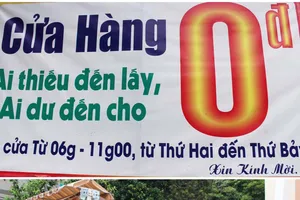 Cửa Hàng 0đ
Ai thiếu đến lấy,
Ai dư đến cho
cửa Từ 06g - 11g00, từ Thứ Hai đến Thứ Bảy
Xin Kính Mời.